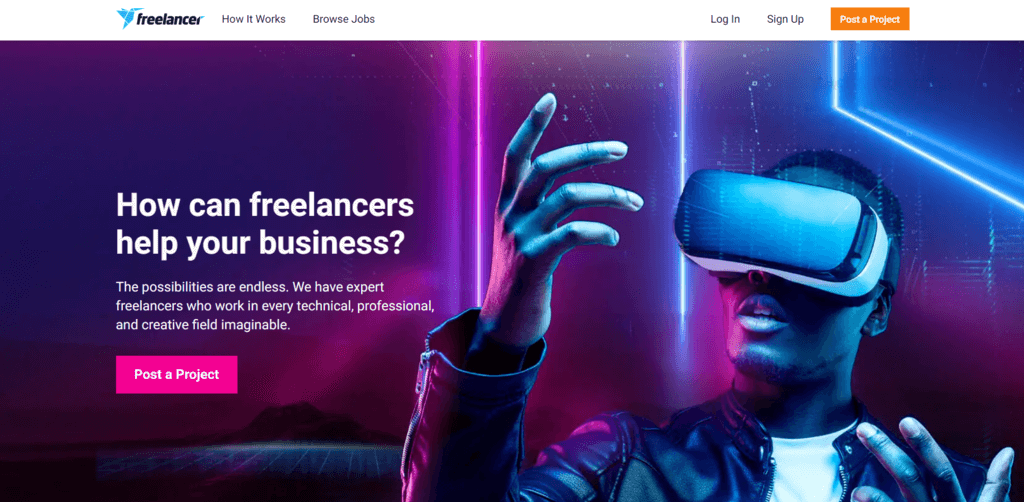 freelancer How It Works Browse Jobs Log In Sign Up Post a Project
How can freelancers
help your business?
The possibilities are endless. We have expert
freelancers who work in every technical, professional,
and creative field imaginable.
Post a Project